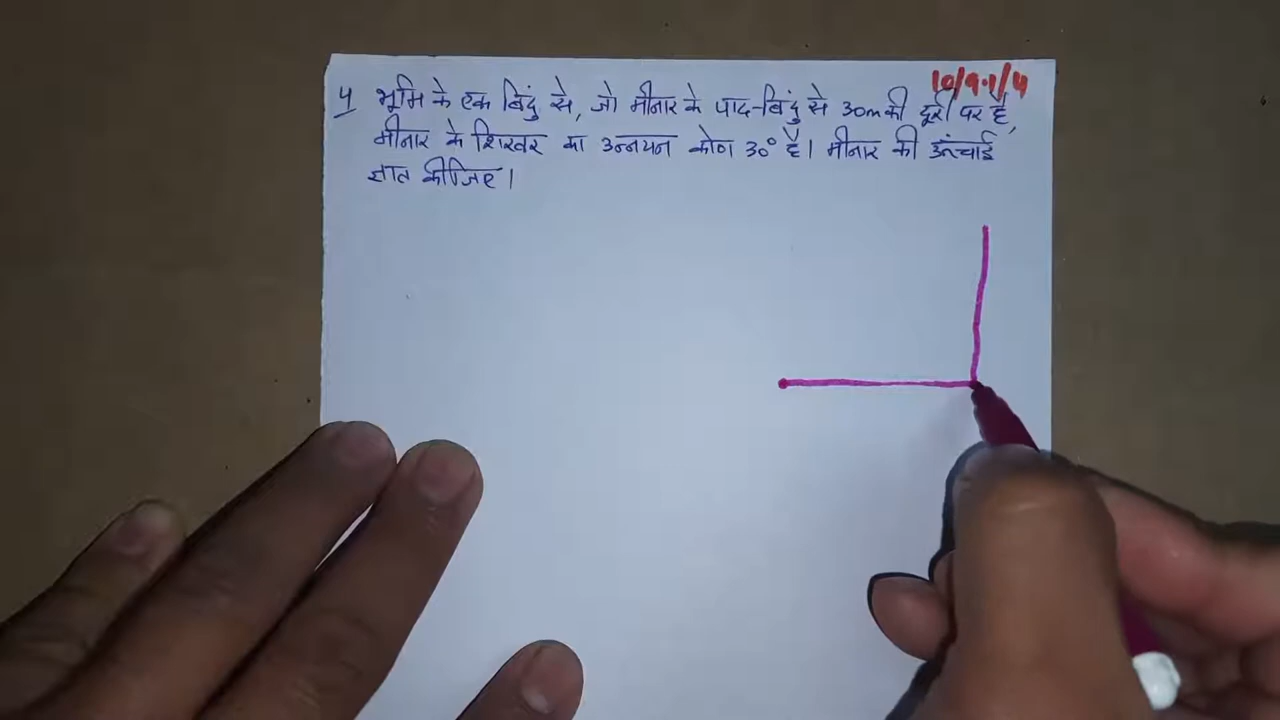 10/9.1/4
4 भूमि के एक बिंदु से, जो मीनार के पाद-बिंदु से 30m की दूरी पर है,
मीनार के शिखर का उन्नयन कोण 30° है। मीनार की ऊंचाई
ज्ञात कीजिए।